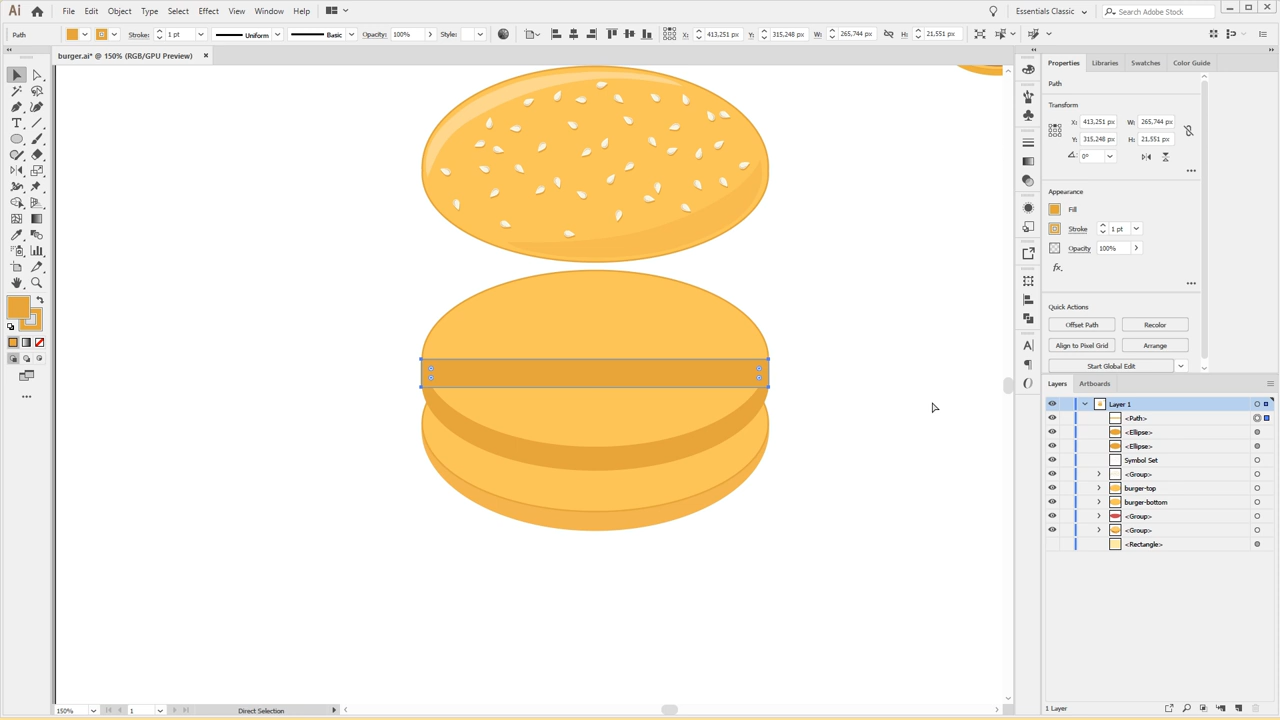 Ai File Edit Object Type Select Effect View Window Help Essentials Classic Search Adobe Stock
Path Stroke: 1 pt Uniform Basic Opacity: 100% Style: X: 413,251 px Y: 315,248 px W: 265,744 px H: 21,551 px
burger.ai* @ 150% (RGB/GPU Preview)
Properties Libraries Swatches Color Guide
Path
Transform
X: 413,251 px W: 265,744 px
Y: 315,248 px H: 21,551 px
0°
Appearance
Fill
Stroke 1 pt
Opacity 100%
fx.
Quick Actions
Offset Path Recolor
Align to Pixel Grid Arrange
Start Global Edit
Layers Artboards
Layer 1
<Path>
<Ellipse>
<Ellipse>
Symbol Set
<Group>
burger-top
burger-bottom
<Group>
<Group>
<Rectangle>
150% 1 Direct Selection 1 Layer